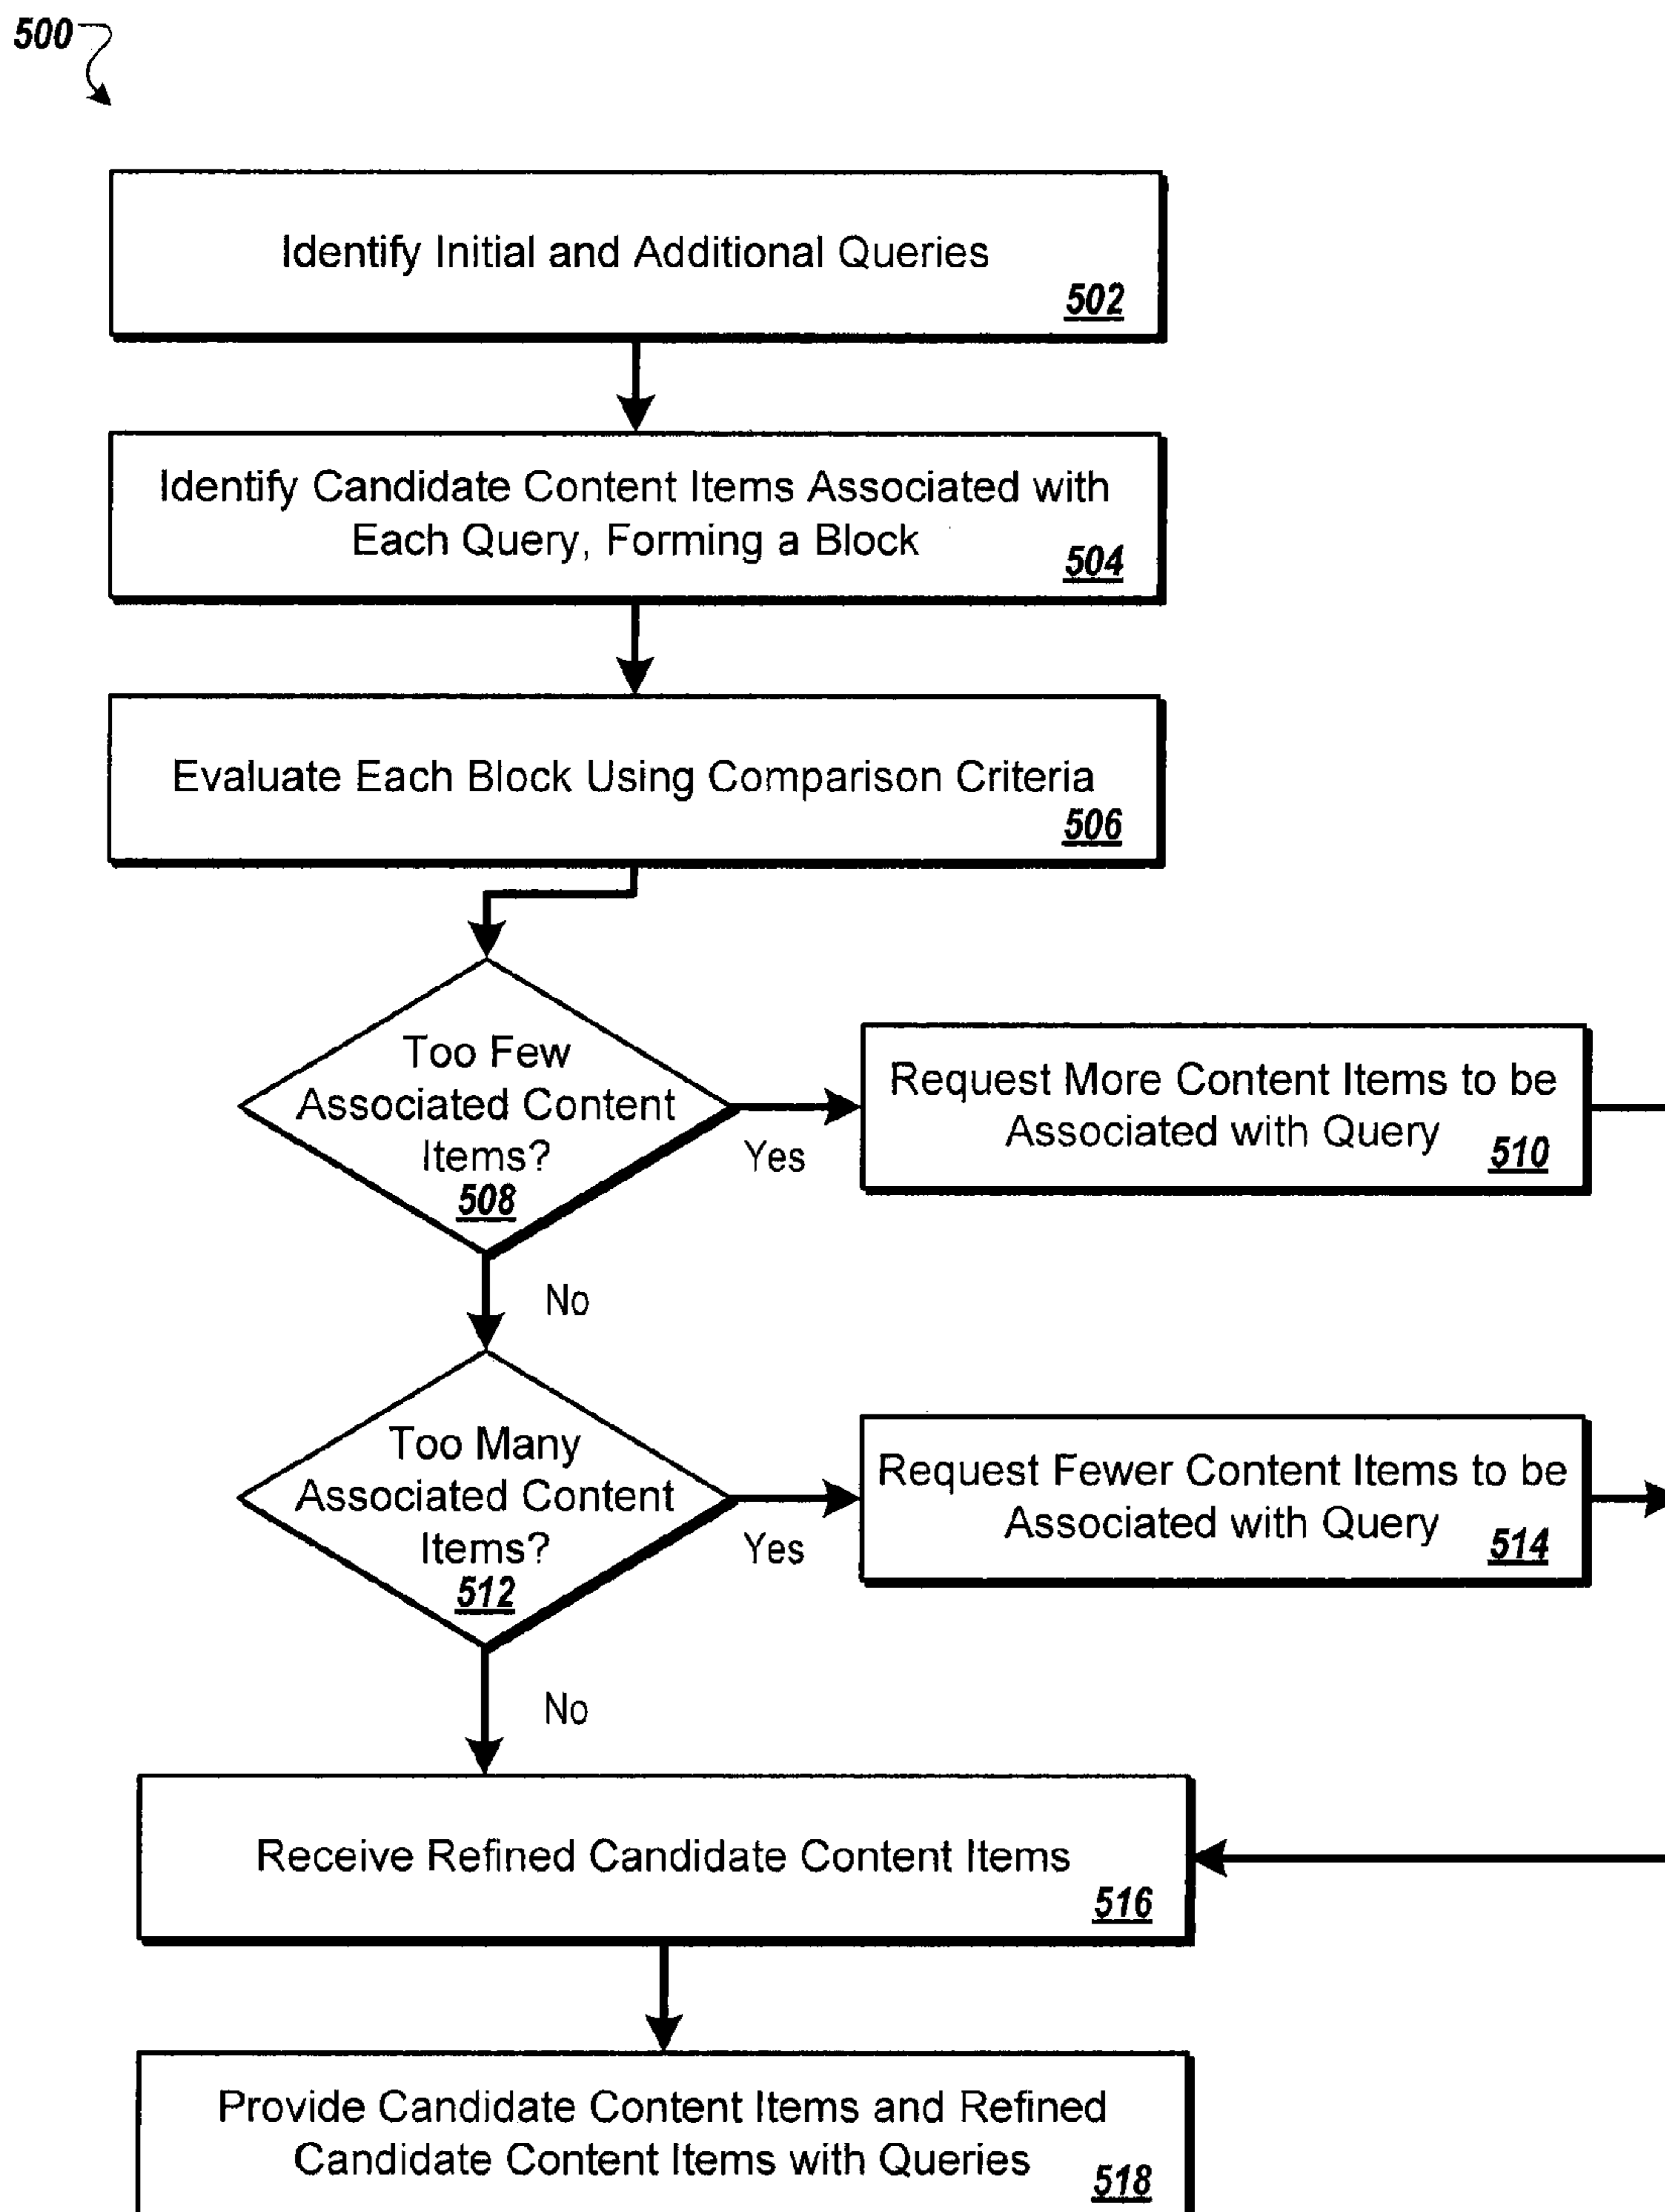 500
Identify Initial and Additional Queries
502
Identify Candidate Content Items Associated with
Each Query, Forming a Block
504
Evaluate Each Block Using Comparison Criteria
506
Too Few
Associated Content
Items?
508
Yes
Request More Content Items to be
Associated with Query
510
No
Too Many
Associated Content
Items?
512
Yes
Request Fewer Content Items to be
Associated with Query
514
No
Receive Refined Candidate Content Items
516
Provide Candidate Content Items and Refined
Candidate Content Items with Queries
518